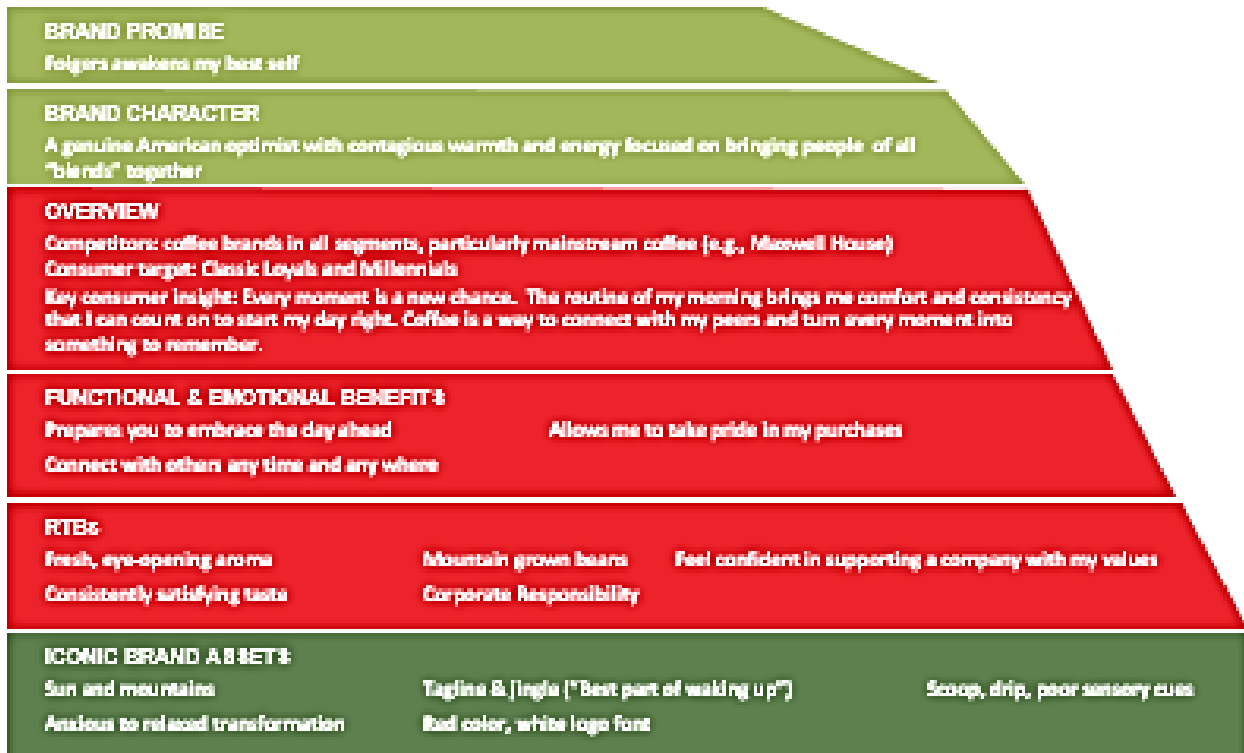 BRAND PROMISE
Folgers awakens my best self
BRAND CHARACTER
A genuine American optimist with contagious warmth and energy focused on bringing people of all
"blends" together
OVERVIEW
Competitors: coffee brands in all segments, particularly mainstream coffee (e.g., Maxwell House)
Consumer target: Classic Loyals and Millennials
Key consumer insight: Every moment is a new chance. The routine of my morning brings me comfort and consistency
that I can count on to start my day right. Coffee is a way to connect with my peers and turn every moment into
something to remember.
FUNCTIONAL & EMOTIONAL BENEFITS
Prepares you to embrace the day ahead Allows me to take pride in my purchases
Connect with others any time and any where
RTBs
Fresh, eye-opening aroma Mountain grown beans Feel confident in supporting a company with my values
Consistently satisfying taste Corporate Responsibility
ICONIC BRAND ASSETS
Sun and mountains Tagline & Jingle ("Best part of waking up") Scoop, drip, poor sensory cues
Anxious to relaxed transformation Red color, white logo font